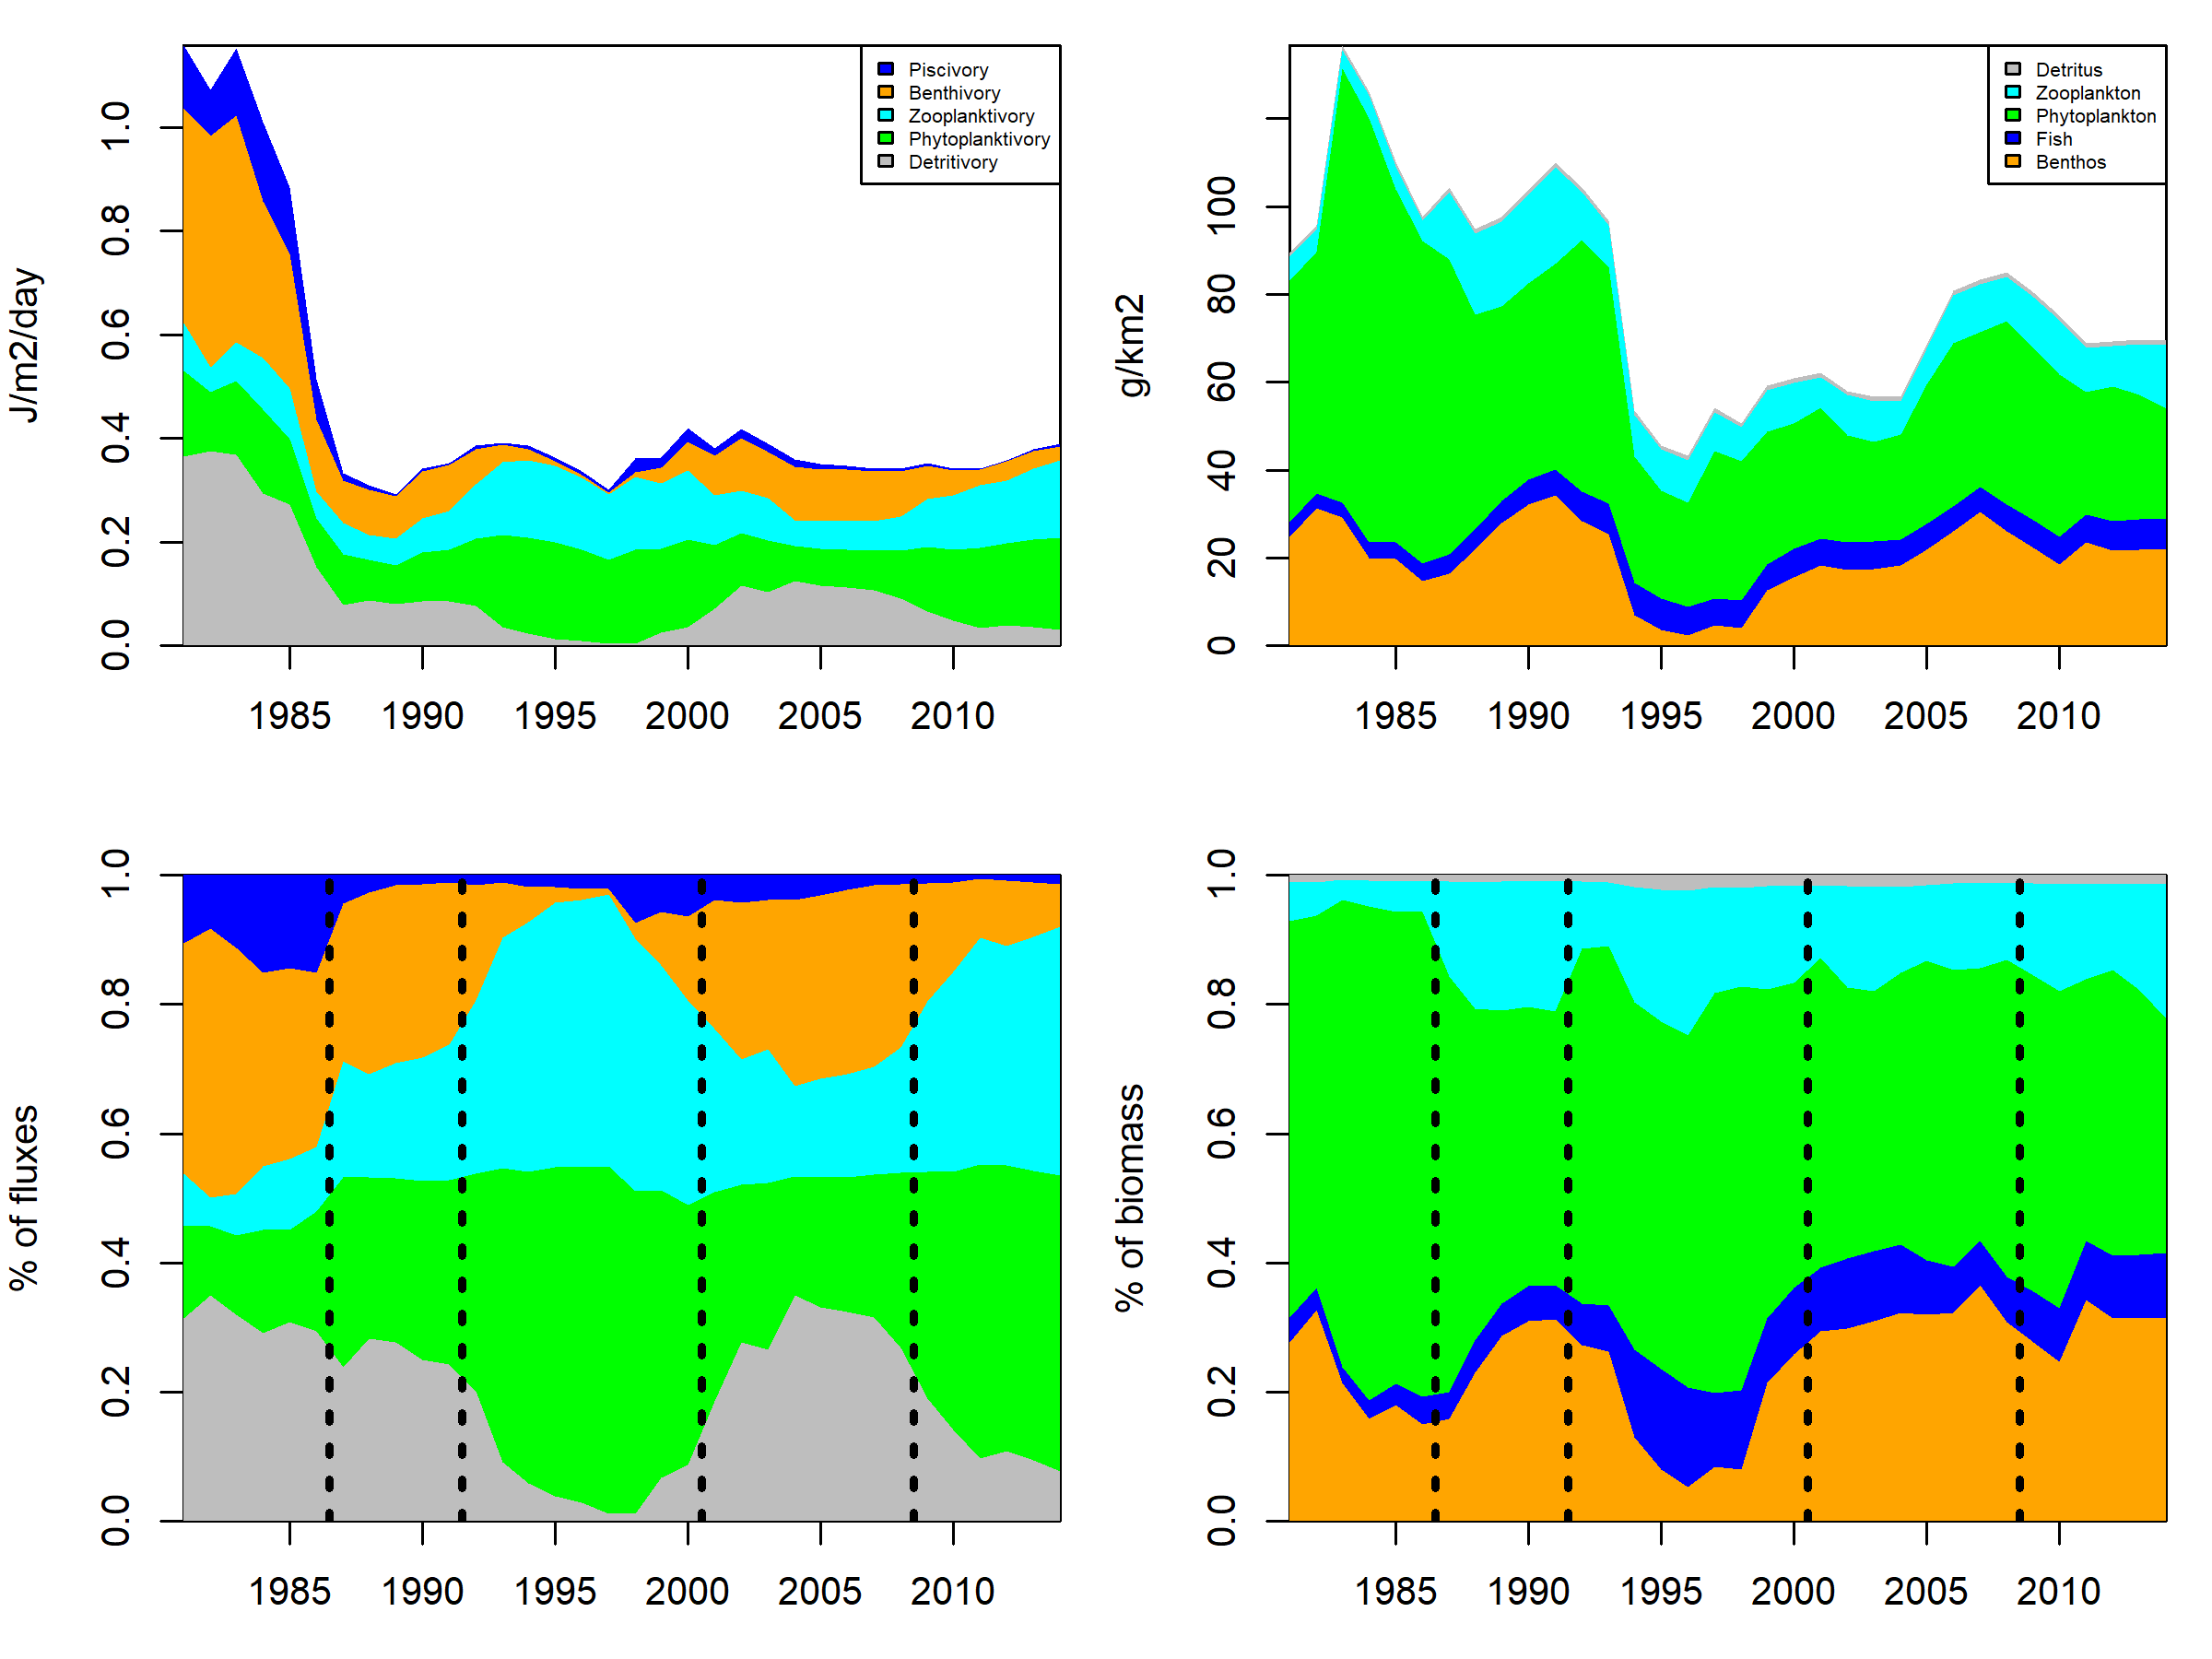 J/m2/day
1.0
0.8
0.6
0.4
0.2
0.0
Piscivory
Benthivory
Zooplanktivory
Phytoplanktivory
Detritivory
1985 1990 1995 2000 2005 2010
g/km2
100
80
60
40
20
0
Detritus
Zooplankton
Phytoplankton
Fish
Benthos
1985 1990 1995 2000 2005 2010
% of fluxes
1.0
0.8
0.6
0.4
0.2
0.0
1985 1990 1995 2000 2005 2010
% of biomass
1.0
0.8
0.6
0.4
0.2
0.0
1985 1990 1995 2000 2005 2010